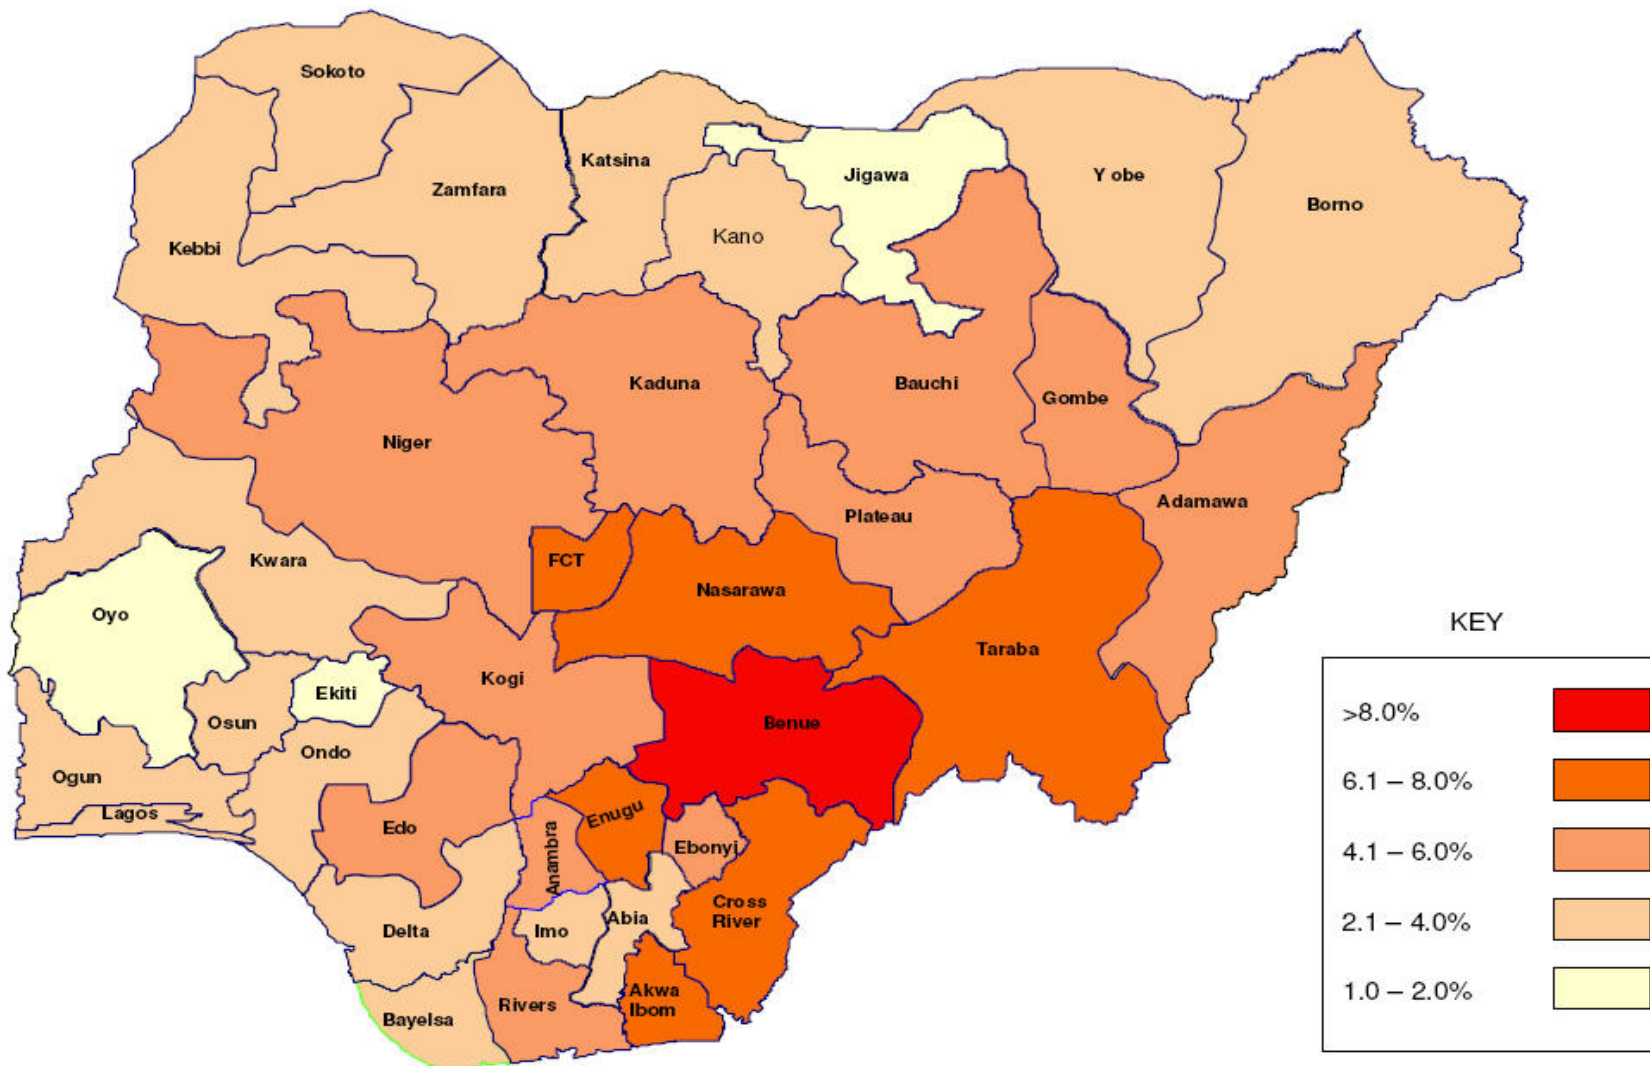 Sokoto
Katsina
Jigawa
Y obe
Zamfara
Borno
Kano
Kebbi
Kaduna
Bauchi
Gombe
Niger
Adamawa
Plateau
FCT
Kwara
Nasarawa
Oyo
Taraba
Kogi
Ekiti
Osun
Benue
Ondo
Ogun
Lagos
Enugu
Edo
Anambra
Ebonyi
Cross
River
Abia
Delta
Imo
Akwa
Ibom
Rivers
Bayelsa
KEY
>8.0%
6.1 – 8.0%
4.1 – 6.0%
2.1 – 4.0%
1.0 – 2.0%